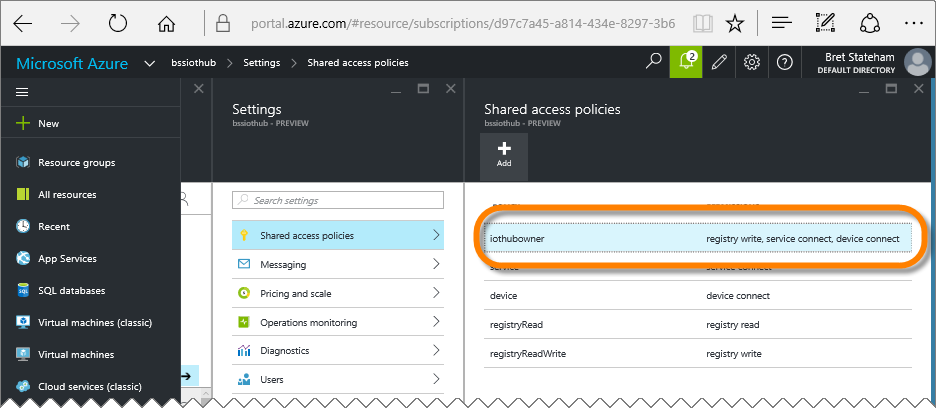 portal.azure.com/#resource/subscriptions/d97c7a45-a814-434e-8297-3b6
Microsoft Azure bssiothub Settings Shared access policies 2 Bret Stateham
DEFAULT DIRECTORY
New
Resource groups
All resources
Recent
App Services
SQL databases
Virtual machines (classic)
Virtual machines
Cloud services (classic)
Settings
bssiothub - PREVIEW
Search settings
Shared access policies
Messaging
Pricing and scale
Operations monitoring
Diagnostics
Users
Shared access policies
bssiothub - PREVIEW
Add
iothubowner registry write, service connect, device connect
service service connect
device device connect
registryRead registry read
registryReadWrite registry write